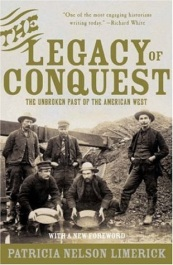 "One of the most engaging historians
writing today." —Richard White
THE
LEGACY OF
CONQUEST
THE UNBROKEN PAST OF THE AMERICAN WEST
WITH A NEW FOREWORD
PATRICIA NELSON LIMERICK